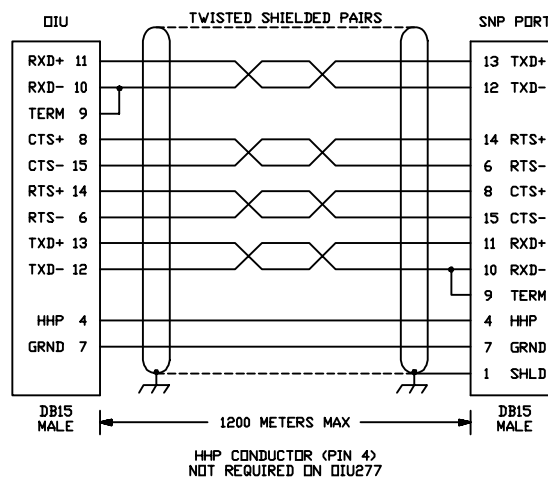 OIU
TWISTED SHIELDED PAIRS
SNP PORT
RXD+ 11
13 TXD+
RXD- 10
12 TXD-
TERM 9
CTS+ 8
14 RTS+
CTS- 15
6 RTS-
RTS+ 14
8 CTS+
RTS- 6
15 CTS-
TXD+ 13
11 RXD+
TXD- 12
10 RXD-
9 TERM
HHP 4
4 HHP
GRND 7
7 GRND
1 SHLD
DB15
MALE
1200 METERS MAX
DB15
MALE
HHP CONDUCTOR (PIN 4)
NOT REQUIRED ON OIU277